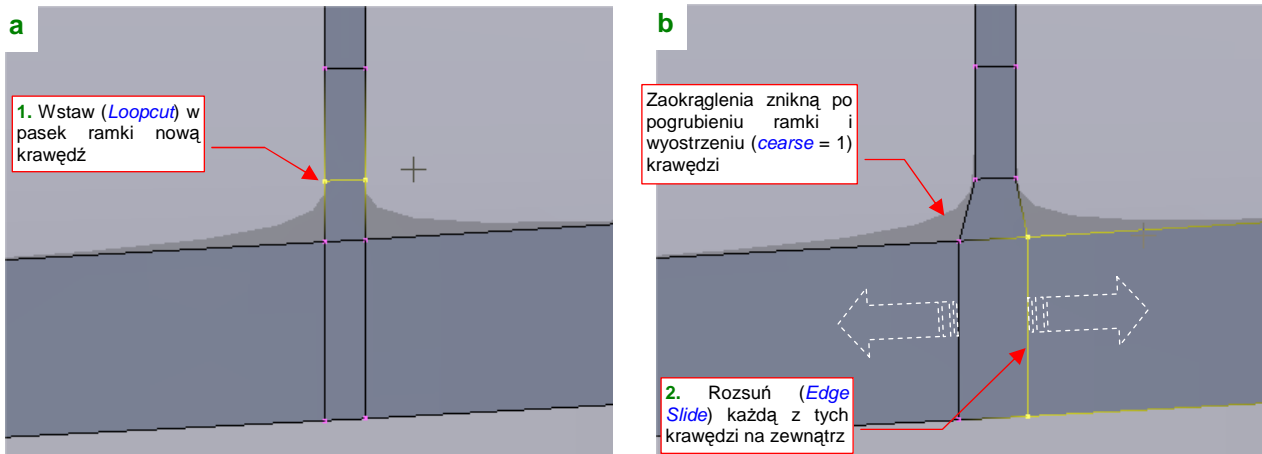 a
1. Wstaw (Loopcut) w
pasek ramki nową
krawędź
b
Zaokrąglenia znikną po
pogrubieniu ramki i
wyostrzeniu (cearse = 1)
krawędzi
2. Rozsuń (Edge
Slide) każdą z tych
krawędzi na zewnątrz